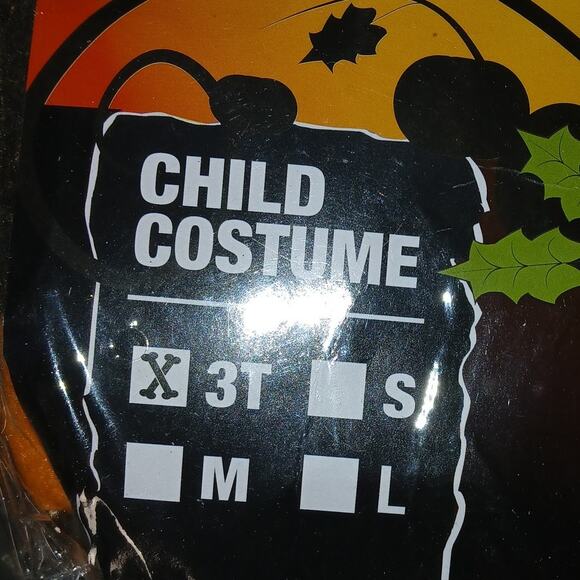 CHILD
COSTUME
X 3T S
M L